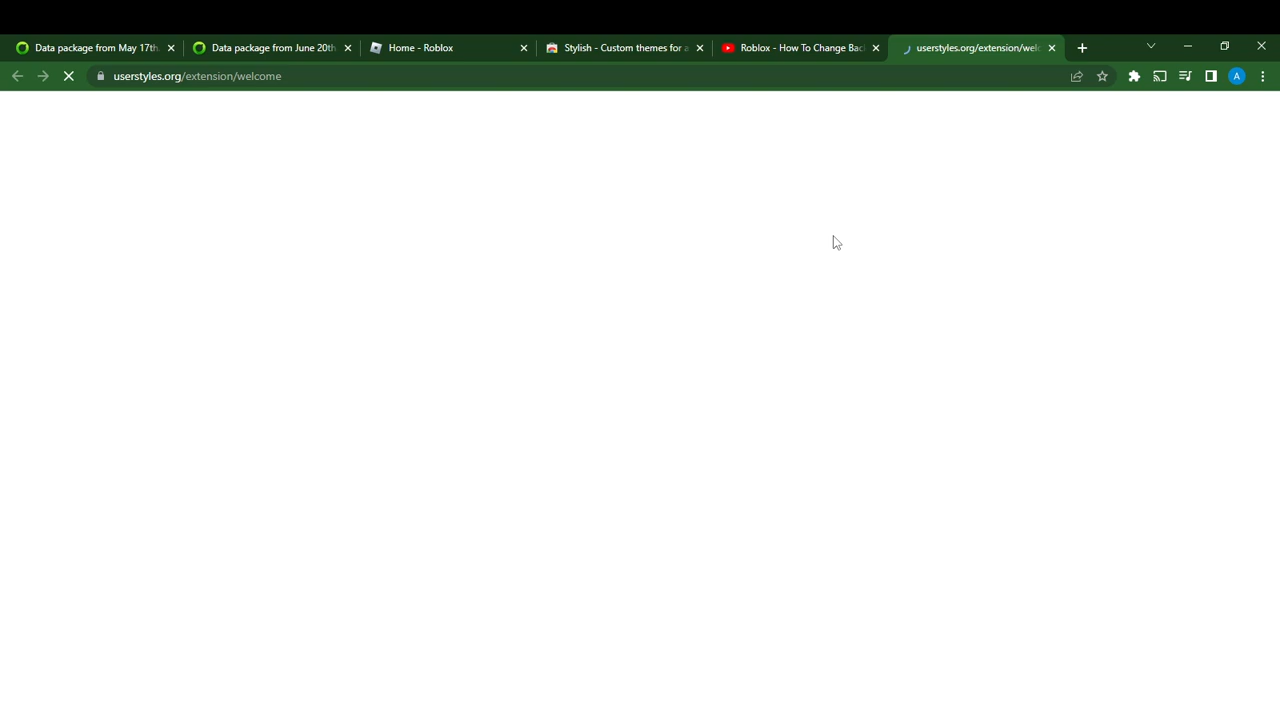 Data package from May 17th
Data package from June 20th
Home - Roblox
Stylish - Custom themes for a
Roblox - How To Change Bac
userstyles.org/extension/welc
userstyles.org/extension/welcome
A